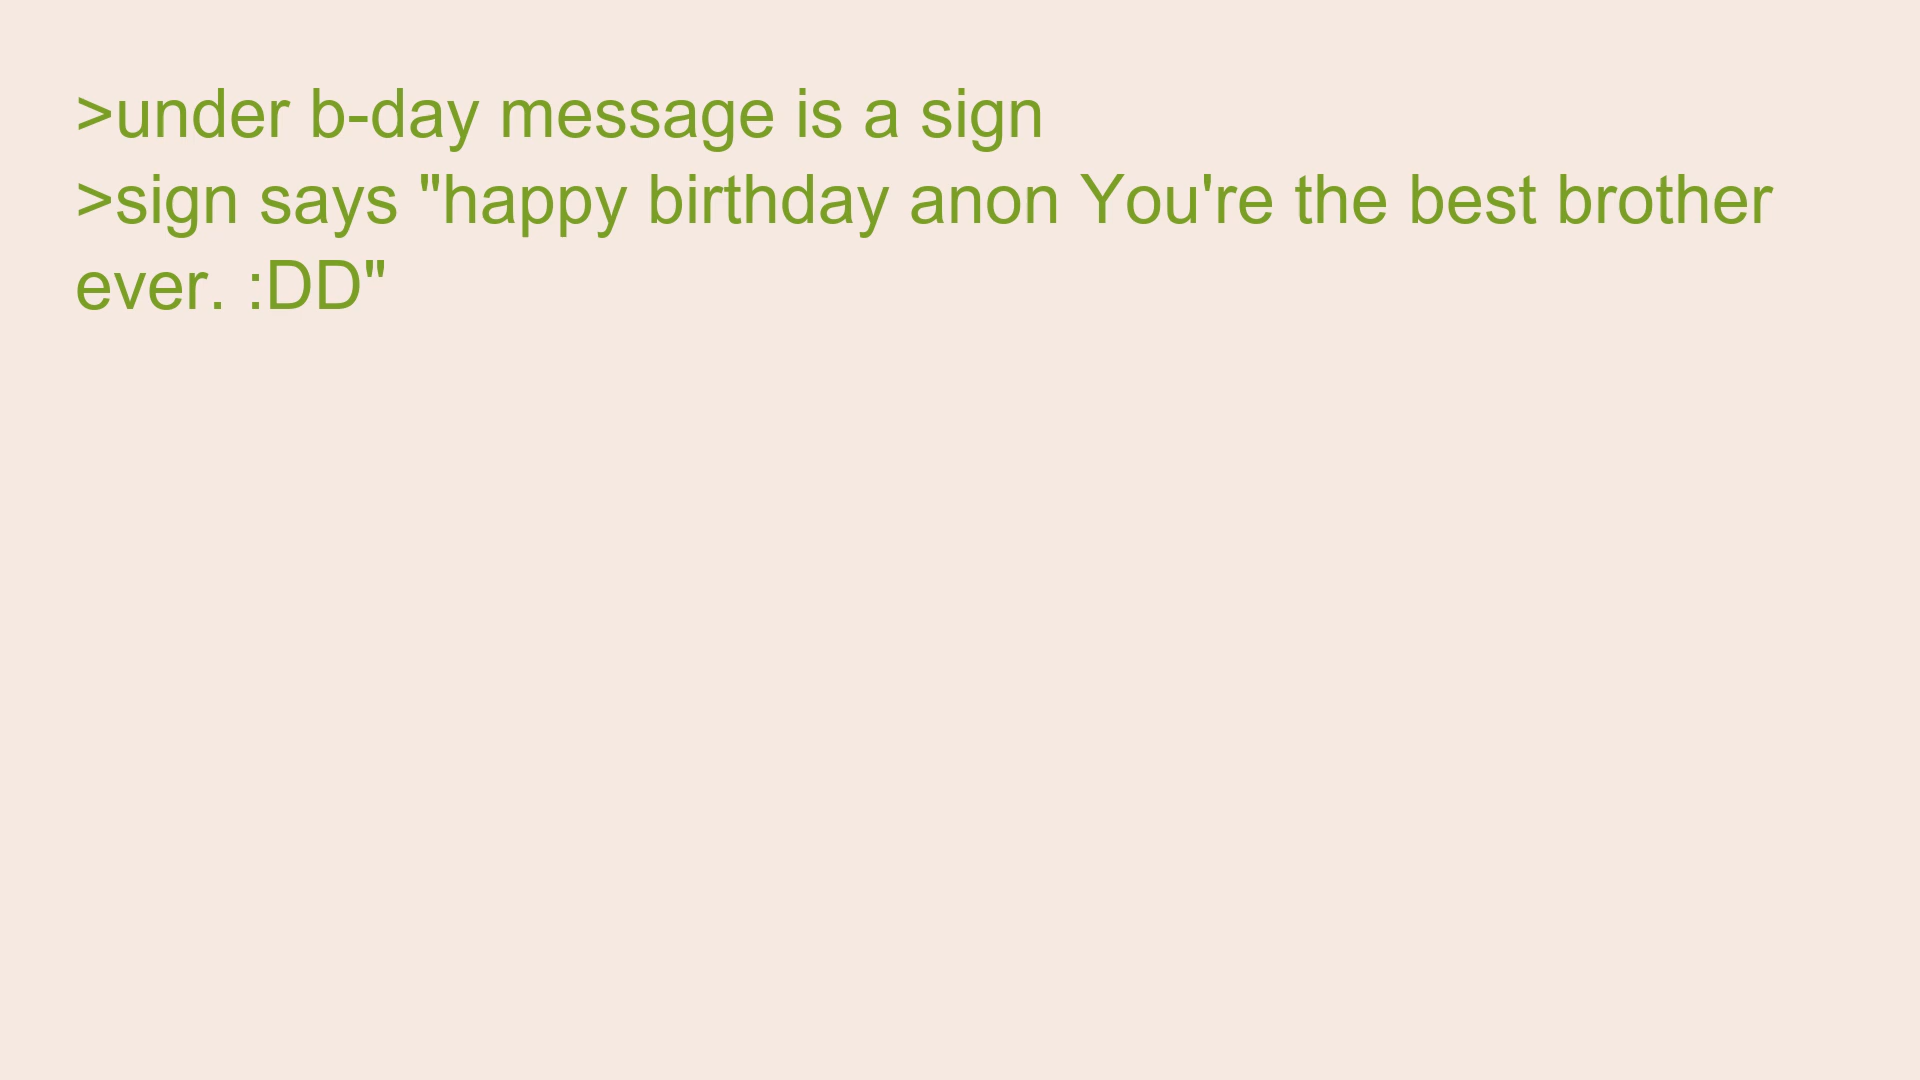 >under b-day message is a sign
>sign says "happy birthday anon You're the best brother
ever. :DD"